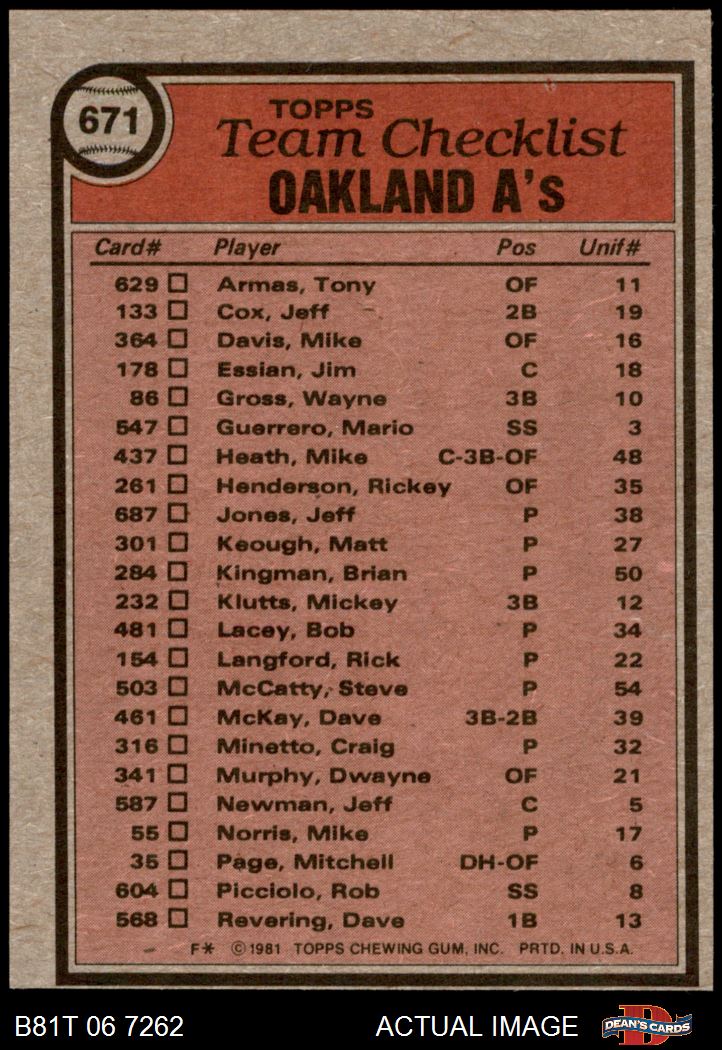 671
TOPPS
Team Checklist
OAKLAND A's
Card# Player Pos Unif#
629 Armas, Tony OF 11
133 Cox, Jeff 2B 19
364 Davis, Mike OF 16
178 Essian, Jim C 18
86 Gross, Wayne 3B 10
547 Guerrero, Mario SS 3
437 Heath, Mike C-3B-OF 48
261 Henderson, Rickey OF 35
687 Jones, Jeff P 38
301 Keough, Matt P 27
284 Kingman, Brian P 50
232 Klutts, Mickey 3B 12
481 Lacey, Bob P 34
154 Langford, Rick P 22
503 McCatty, Steve P 54
461 McKay, Dave 3B-2B 39
316 Minetto, Craig P 32
341 Murphy, Dwayne OF 21
587 Newman, Jeff C 5
55 Norris, Mike P 17
35 Page, Mitchell DH-OF 6
604 Picciolo, Rob SS 8
568 Revering, Dave 1B 13
F* ©1981 TOPPS CHEWING GUM, INC. PRTD. IN U.S.A.
B81T 06 7262 ACTUAL IMAGE DEAN'S CARDS